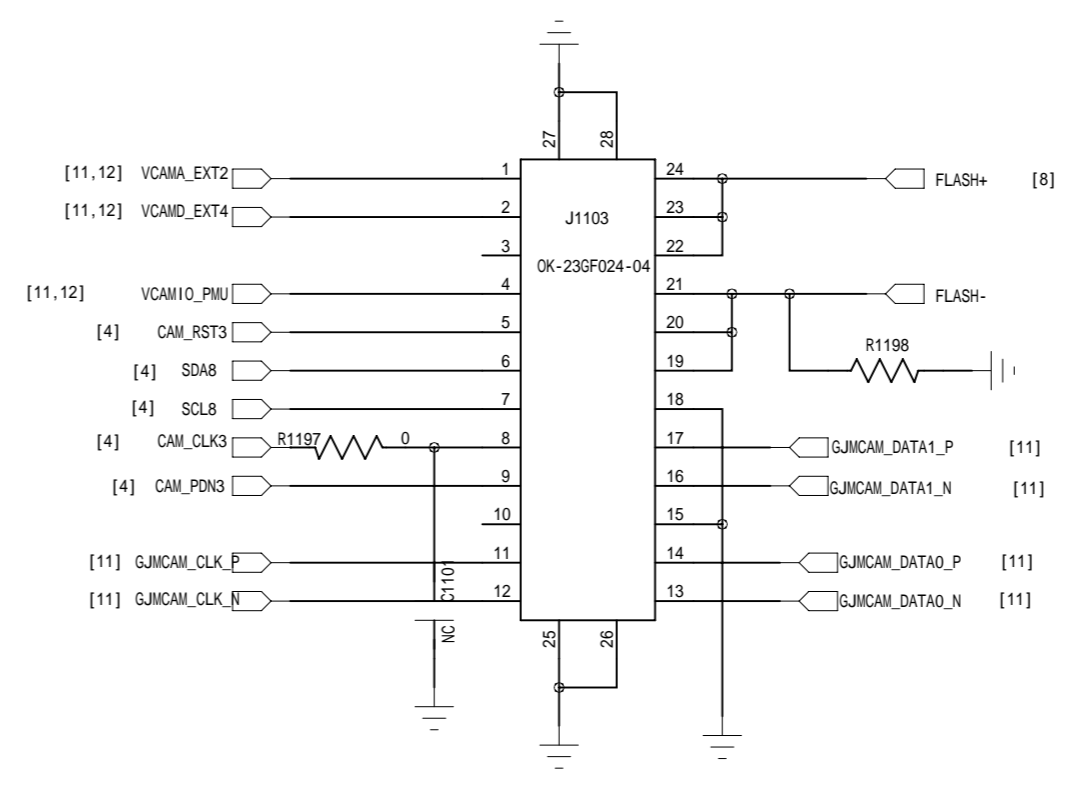 27 28
[11,12] VCAMA_EXT2 1 24 FLASH+ [8]
[11,12] VCAMD_EXT4 2 23
J1103
3 22
OK-23GF024-04
[11,12] VCAMIO_PMU 4 21 FLASH-
[4] CAM_RST3 5 20
R1198
[4] SDA8 6 19
[4] SCL8 7 18
[4] CAM_CLK3 R1197 0 8 17 GJMCAM_DATA1_P [11]
[4] CAM_PDN3 9 16 GJMCAM_DATA1_N [11]
10 15
[11] GJMCAM_CLK_P 11 14 GJMCAM_DATA0_P [11]
[11] GJMCAM_CLK_N 12 13 GJMCAM_DATA0_N [11]
NC C1101
25 26